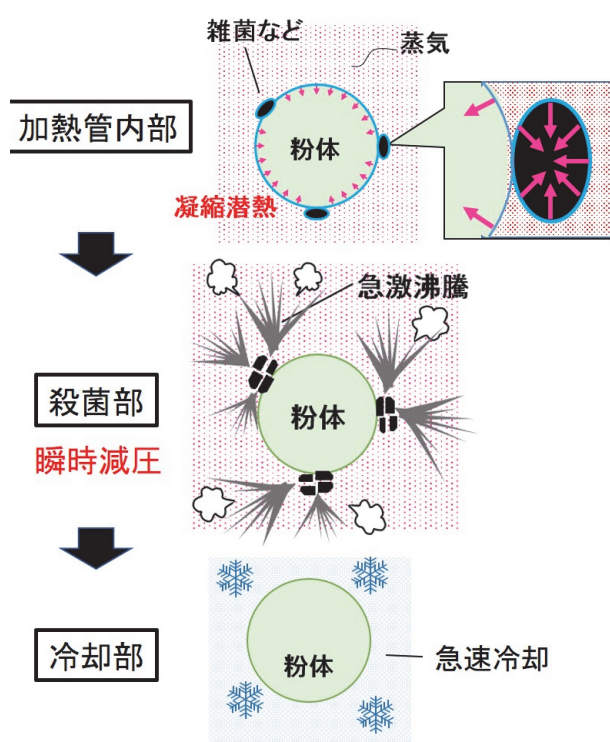 雑菌など
蒸気
加熱管内部
粉体
凝縮潜熱
急激沸騰
殺菌部
粉体
瞬時減圧
冷却部
粉体
急速冷却